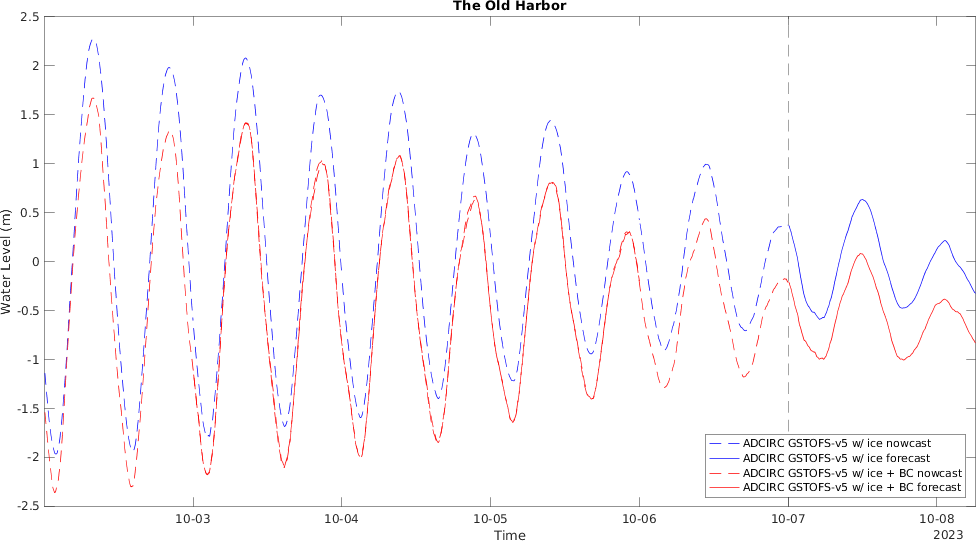 The Old Harbor
2.5
2
1.5
1
0.5
0
-0.5
-1
-1.5
-2
-2.5
Water Level (m)
10-03
10-04
10-05
10-06
10-07
10-08
Time
2023
ADCIRC GSTOFS-v5 w/ ice nowcast
ADCIRC GSTOFS-v5 w/ ice forecast
ADCIRC GSTOFS-v5 w/ ice + BC nowcast
ADCIRC GSTOFS-v5 w/ ice + BC forecast